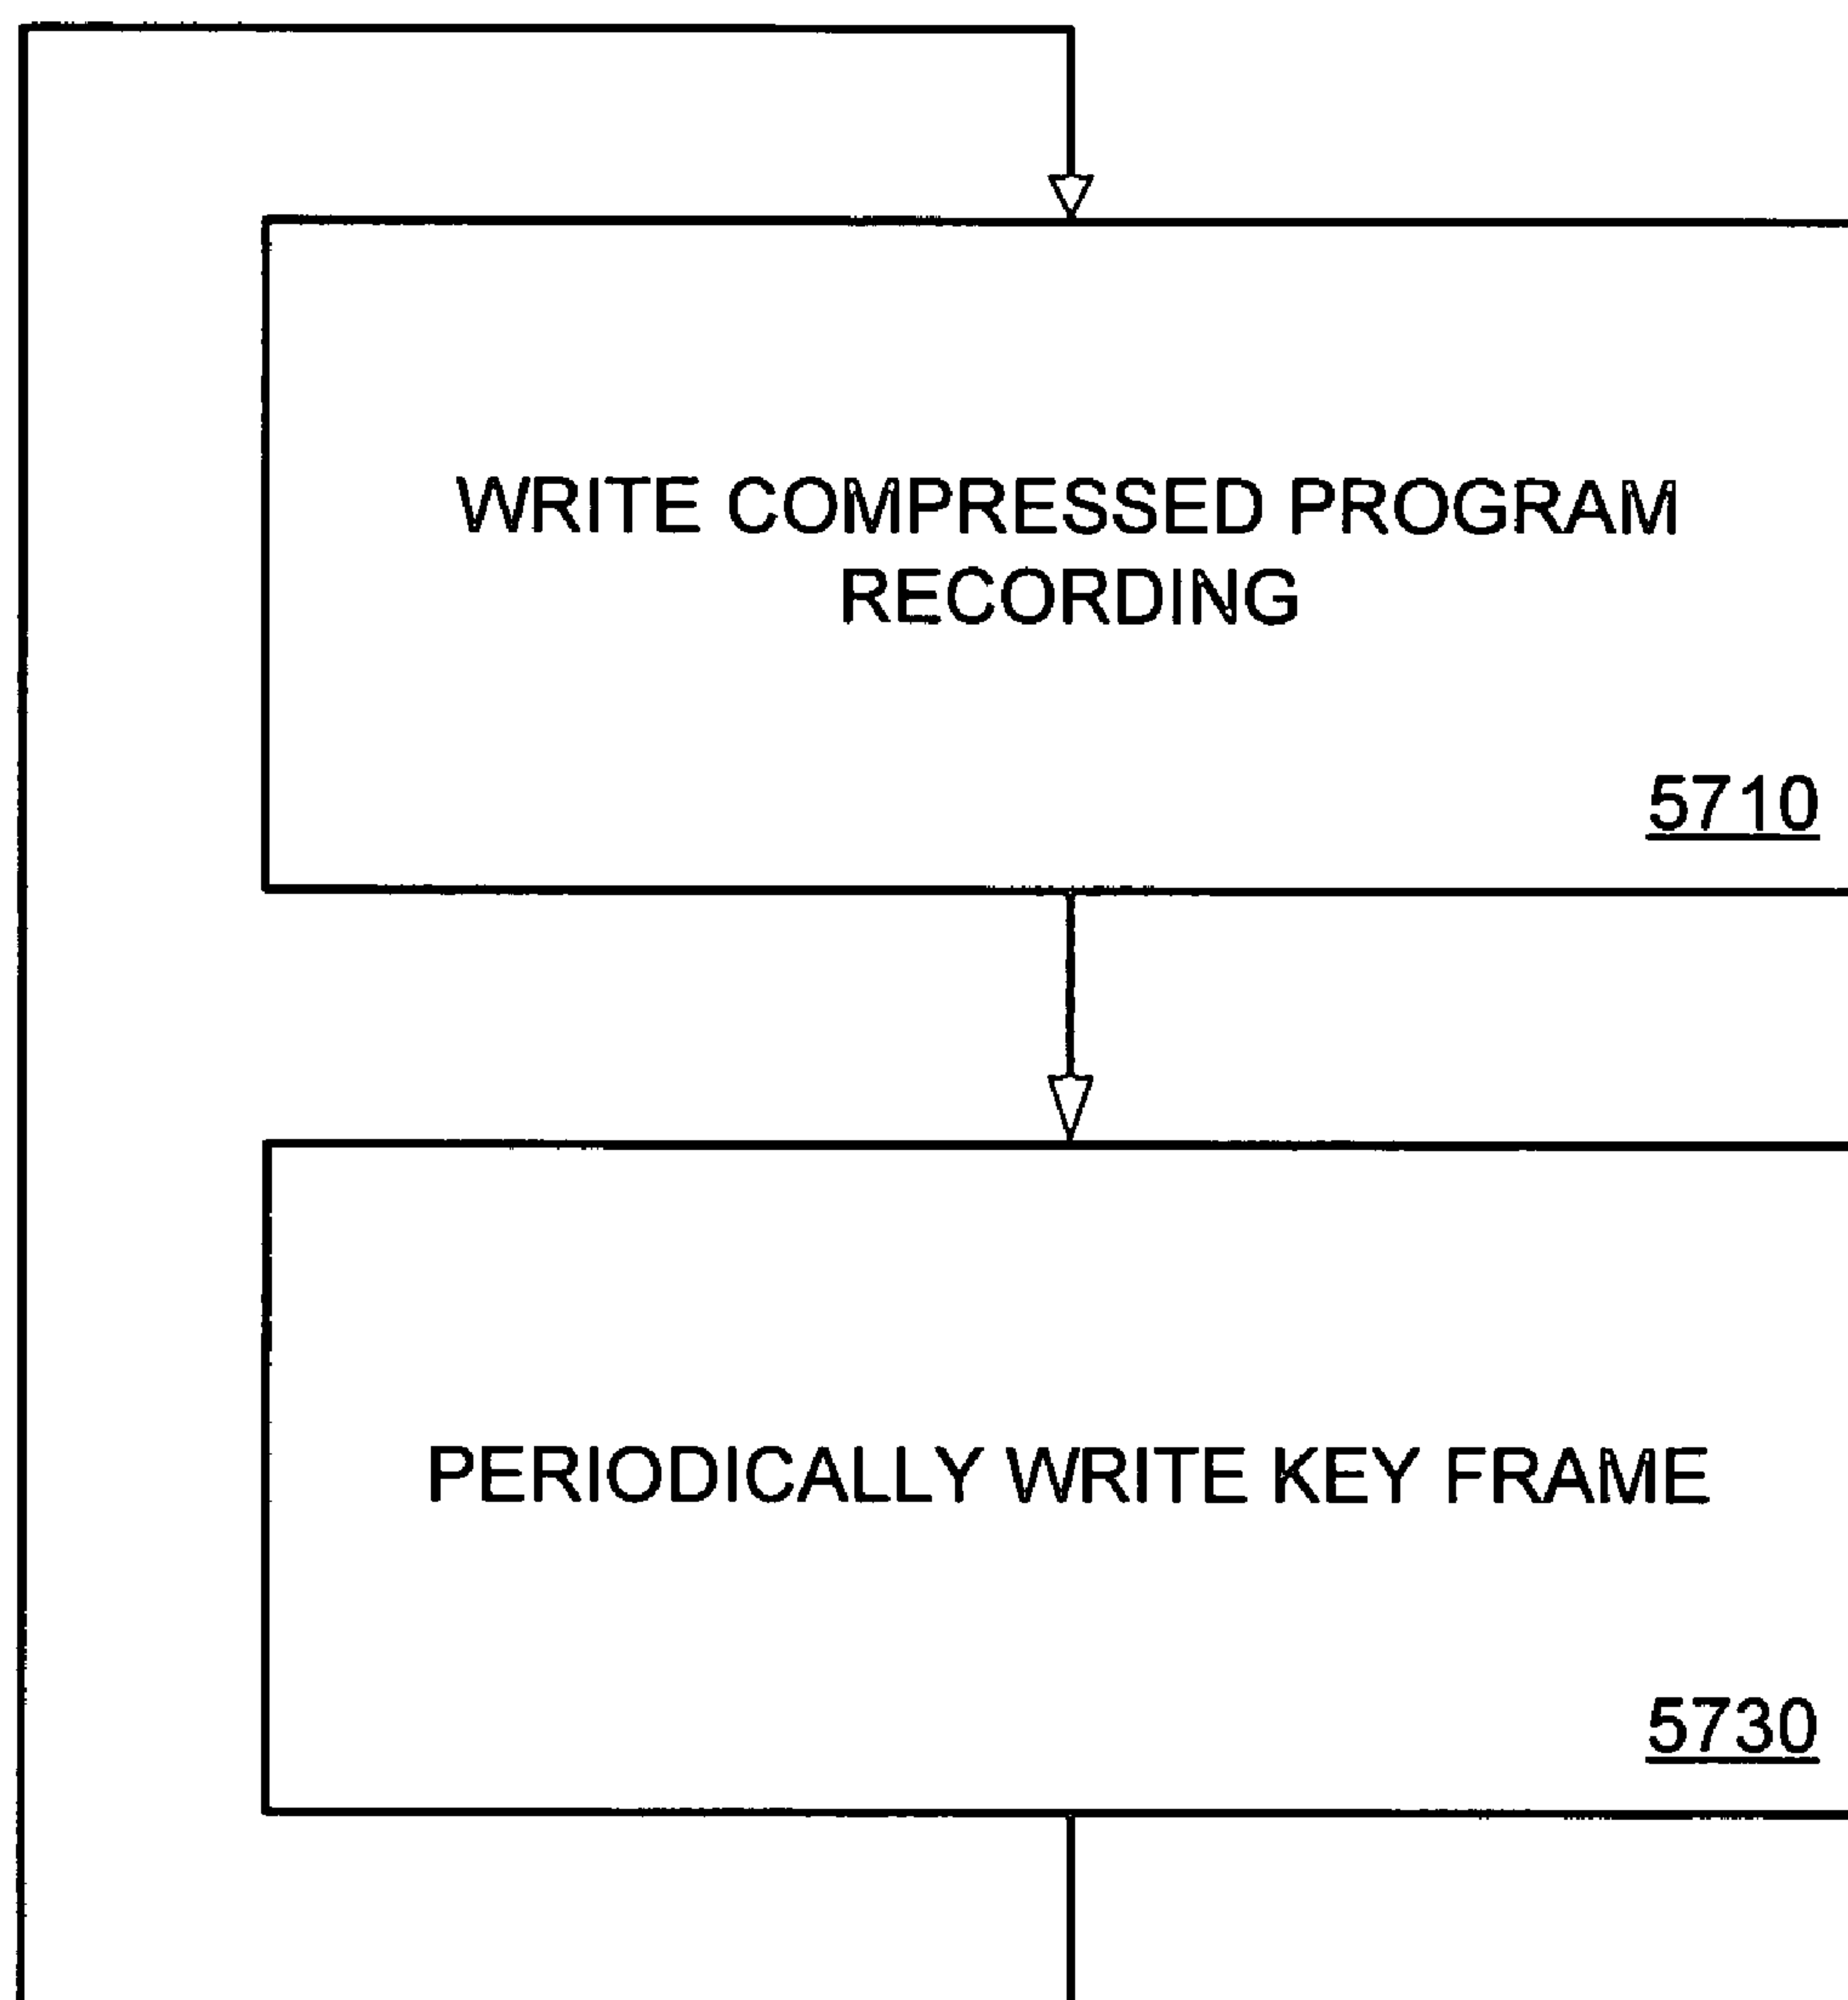 WRITE COMPRESSED PROGRAM
RECORDING
5710
PERIODICALLY WRITE KEY FRAME
5730